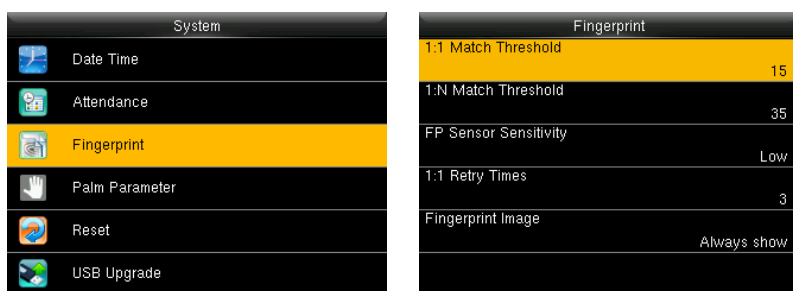 System
Date Time
Attendance
Fingerprint
Palm Parameter
Reset
USB Upgrade
Fingerprint
1:1 Match Threshold
15
1:N Match Threshold
35
FP Sensor Sensitivity
Low
1:1 Retry Times
3
Fingerprint Image
Always show